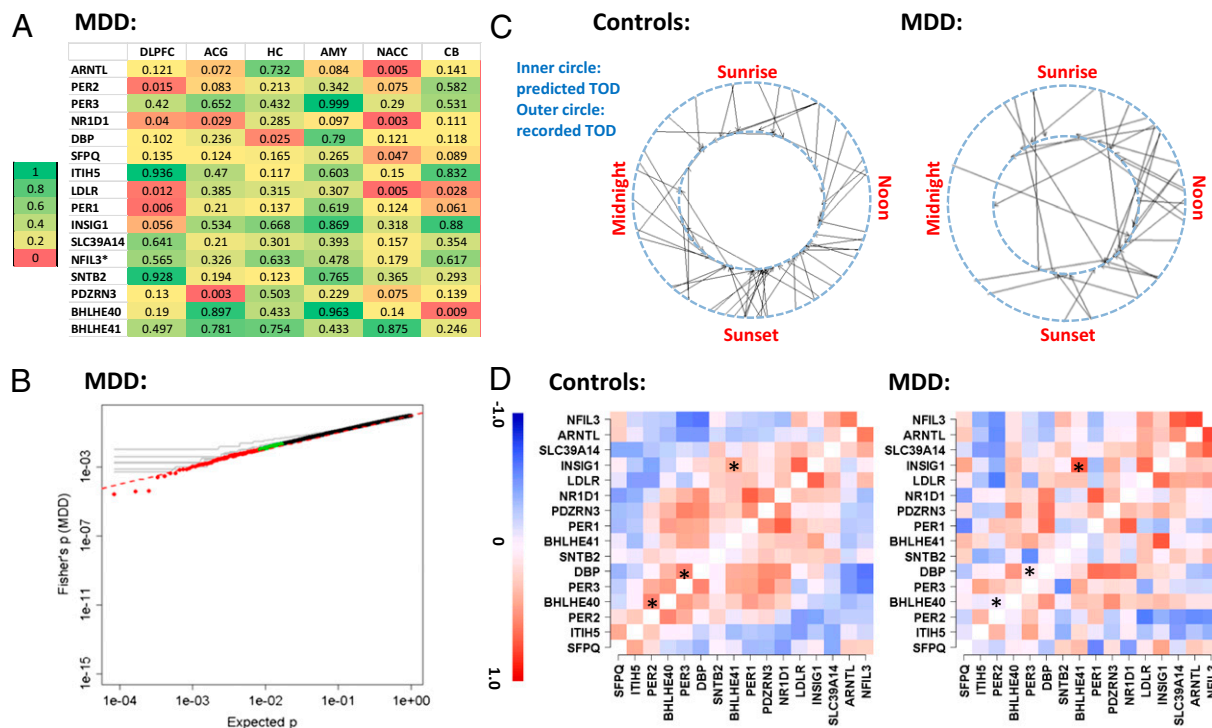 A
MDD:
DLPFC ACG HC AMY NACC CB
ARNTL 0.121 0.072 0.732 0.084 0.005 0.141
PER2 0.015 0.083 0.213 0.342 0.075 0.582
PER3 0.42 0.652 0.432 0.999 0.29 0.531
NR1D1 0.04 0.029 0.285 0.097 0.003 0.111
DBP 0.102 0.236 0.025 0.79 0.121 0.118
SFPQ 0.135 0.124 0.165 0.265 0.047 0.089
ITIH5 0.936 0.47 0.117 0.603 0.15 0.832
LDLR 0.012 0.385 0.315 0.307 0.005 0.028
PER1 0.006 0.21 0.137 0.619 0.124 0.061
INSIG1 0.056 0.534 0.668 0.869 0.318 0.88
SLC39A14 0.641 0.21 0.301 0.393 0.157 0.354
NFIL3* 0.565 0.326 0.633 0.478 0.179 0.617
SNTB2 0.928 0.194 0.123 0.765 0.365 0.293
PDZRN3 0.13 0.003 0.503 0.229 0.075 0.139
BHLHE40 0.19 0.897 0.433 0.963 0.14 0.009
BHLHE41 0.497 0.781 0.754 0.433 0.875 0.246
1
0.8
0.6
0.4
0.2
0
B
MDD:
Fisher's p (MDD)
1e-03
1e-07
1e-11
1e-15
1e-04 1e-03 1e-02 1e-01 1e+00
Expected p
C
Controls:
MDD:
Inner circle:
predicted TOD
Outer circle:
recorded TOD
Sunrise
Midnight
Noon
Sunset
Sunrise
Midnight
Noon
Sunset
D
Controls:
MDD:
-1.0
0
1.0
NFIL3
ARNTL
SLC39A14
INSIG1
LDLR
NR1D1
PDZRN3
PER1
BHLHE41
SNTB2
DBP
PER3
BHLHE40
PER2
ITIH5
SFPQ
*
*
*
SFPQ
ITIH5
PER2
BHLHE40
PER3
DBP
SNTB2
BHLHE41
PER1
PDZRN3
NR1D1
LDLR
INSIG1
SLC39A14
ARNTL
NFIL3
NFIL3
ARNTL
SLC39A14
INSIG1
LDLR
NR1D1
PDZRN3
PER1
BHLHE41
SNTB2
DBP
PER3
BHLHE40
PER2
ITIH5
SFPQ
*
*
*
SFPQ
ITIH5
PER2
BHLHE40
PER3
DBP
SNTB2
BHLHE41
PER1
PDZRN3
NR1D1
LDLR
INSIG1
SLC39A14
ARNTL
NFIL3